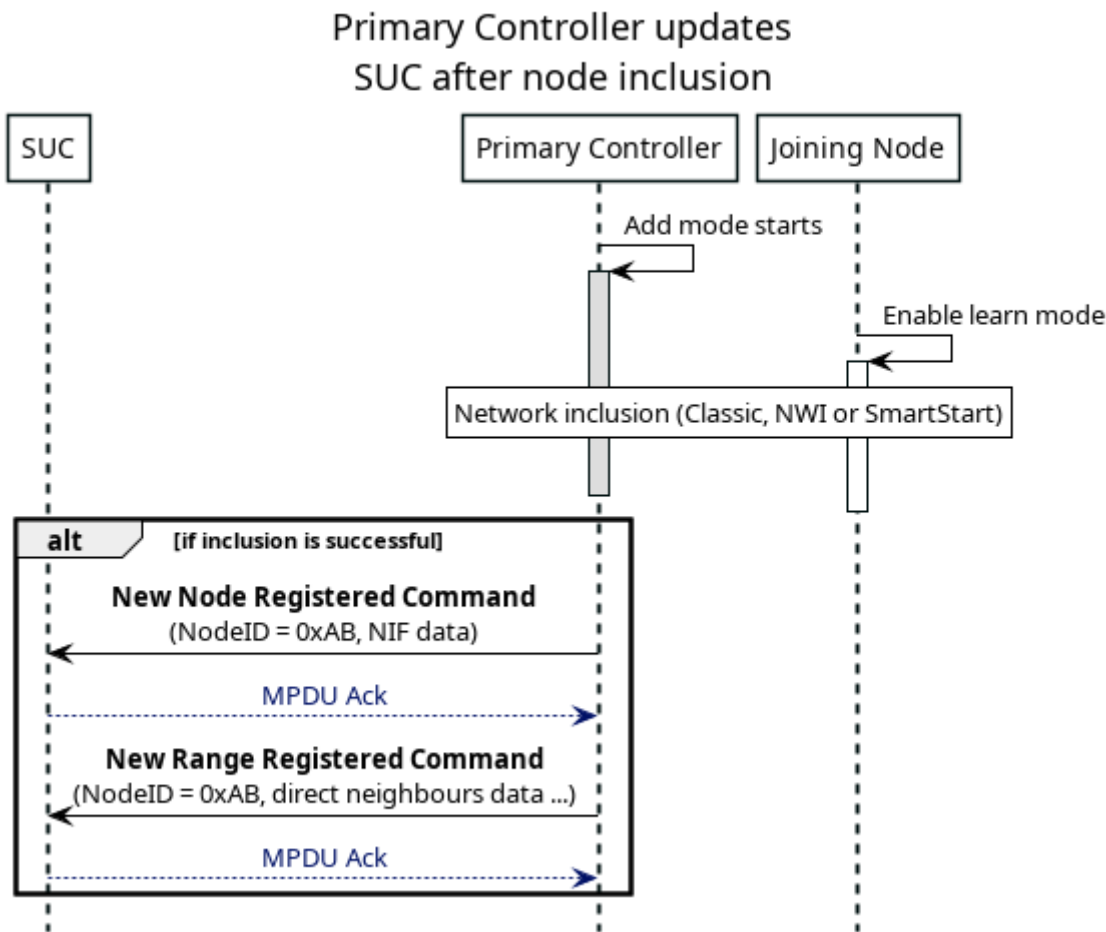 Primary Controller updates
SUC after node inclusion
SUC
Primary Controller
Joining Node
Add mode starts
Enable learn mode
Network inclusion (Classic, NWI or SmartStart)
alt
[if inclusion is successful]
New Node Registered Command
(NodeID = 0xAB, NIF data)
MPDU Ack
New Range Registered Command
(NodeID = 0xAB, direct neighbours data ...)
MPDU Ack